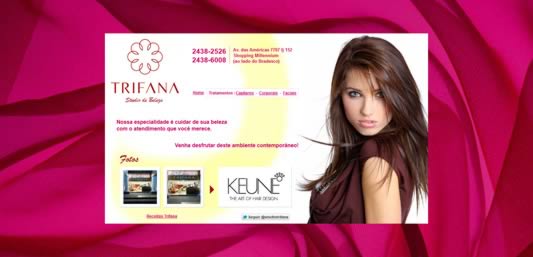 TRIFANA
Studio de Beleza
2438-2526
2438-6008
Av. das Américas 7707 lj 152
Shopping Millennium
(ao lado do Bradesco)
Home - Tratamentos: Capilares - Corporais - Faciais
Nossa especialidade é cuidar de sua beleza
com o atendimento que você merece.
Venha desfrutar deste ambiente contemporâneo!
Fotos
KEUNE
THE ART OF HAIR DESIGN
Receitas Trifana